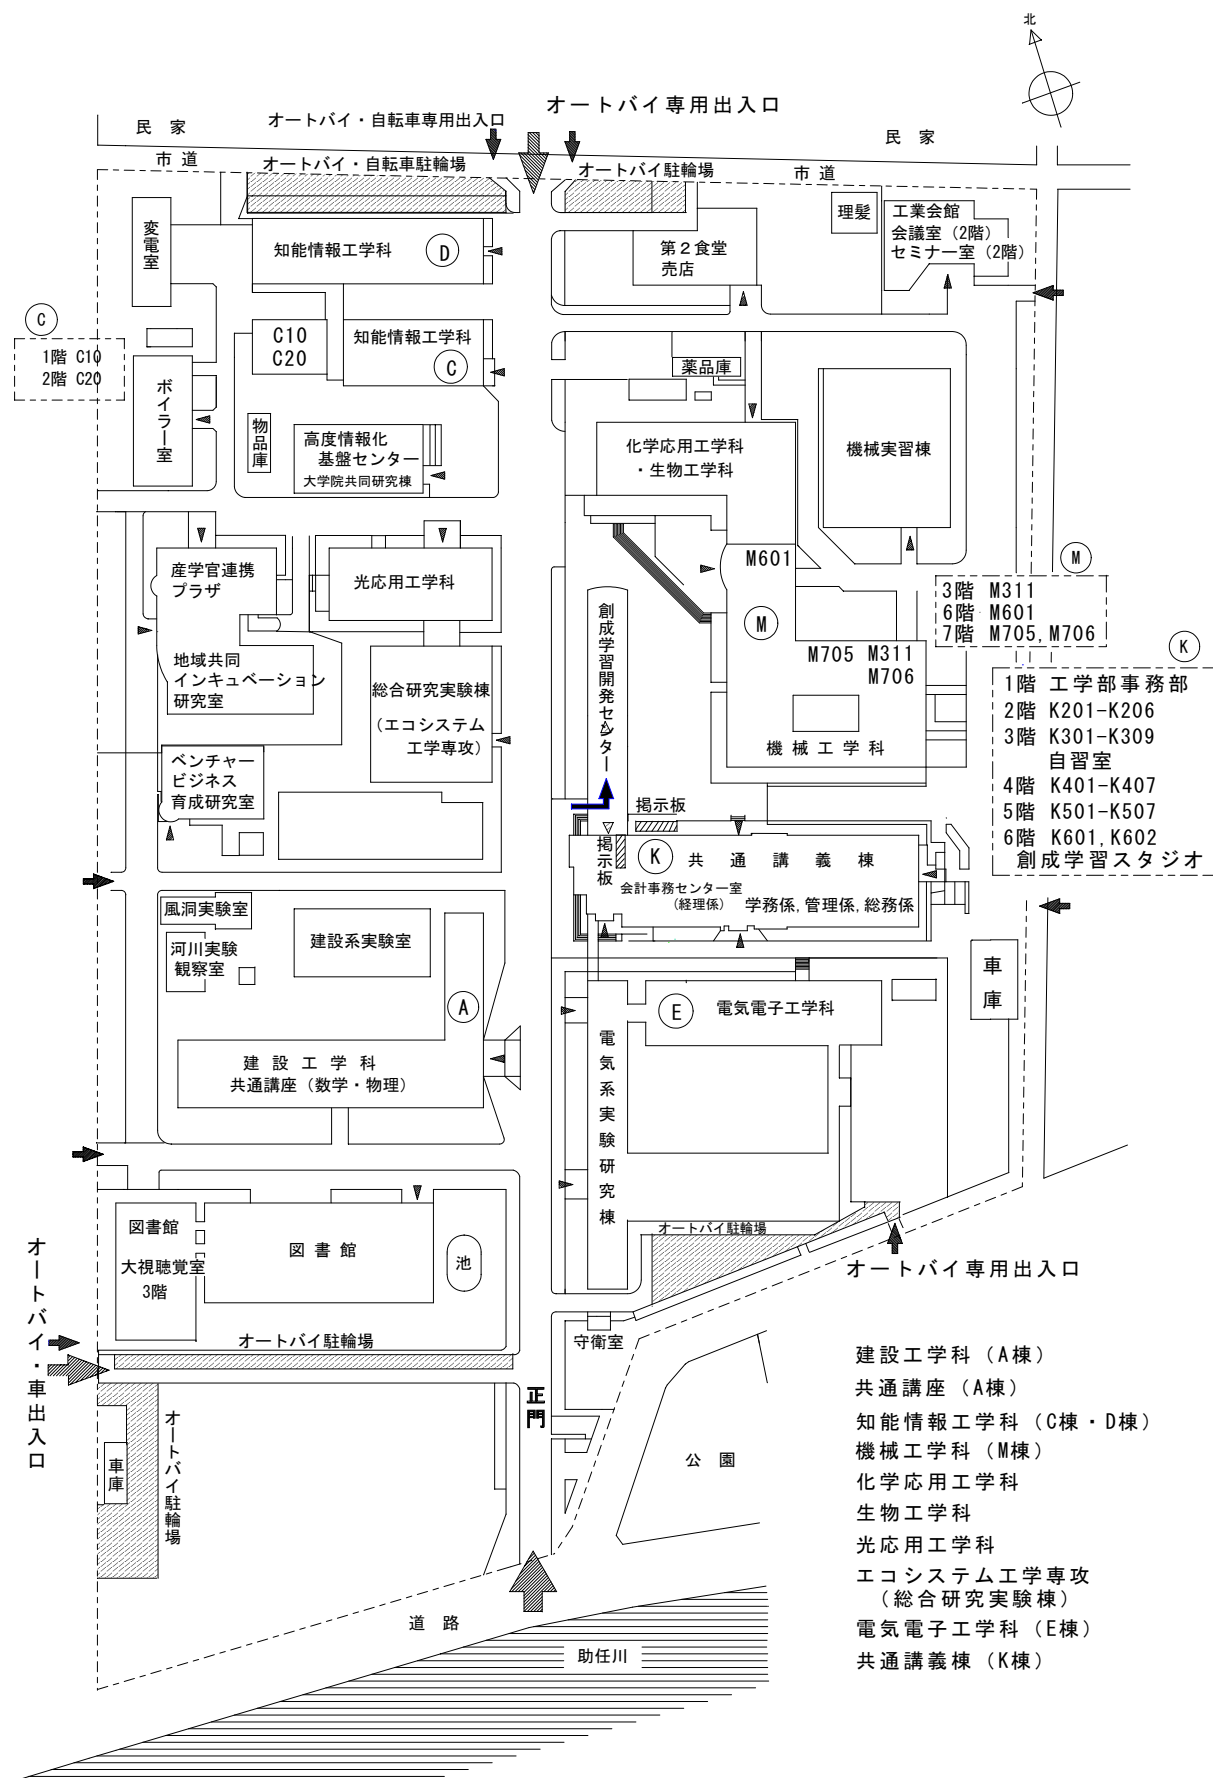 北
オートバイ専用出入口
オートバイ・自転車専用出入口
民　家
民　家
市 道
オートバイ・自転車駐輪場
オートバイ駐輪場
市 道
変電室
知能情報工学科
D
第２食堂
売店
理髪
工業会館
会議室（2階）
セミナー室（2階）
C
1階 C10
2階 C20
C10
C20
知能情報工学科
C
薬品庫
ボイラー室
物品庫
高度情報化
基盤センター
大学院共同研究棟
化学応用工学科
・生物工学科
機械実習棟
産学官連携
プラザ
光応用工学科
M601
M
創成学習開発センター
M
3階 M311
6階 M601
7階 M705,M706
地域共同
インキュベーション
研究室
総合研究実験棟
（エコシステム
工学専攻）
M705 M311
M706
機 械 工 学 科
K
1階 工学部事務部
2階 K201-K206
3階 K301-K309
自習室
4階 K401-K407
5階 K501-K507
6階 K601,K602
創成学習スタジオ
ベンチャー
ビジネス
育成研究室
掲示板
掲示板
K
共　通　講　義　棟
会計事務センター室
（経理係）
学務係,管理係,総務係
風洞実験室
河川実験
観察室
建設系実験室
A
車庫
E
電気電子工学科
電気系実験研究棟
建 設 工 学 科
共通講座（数学・物理）
図書館
大視聴覚室
3階
図 書 館
池
オートバイ駐輪場
オートバイ専用出入口
オートバイ・車出入口
オートバイ駐輪場
守衛室
正門
オートバイ駐輪場
車庫
公　園
道　路
助任川
建設工学科（A棟）
共通講座（A棟）
知能情報工学科（C棟・D棟）
機械工学科（M棟）
化学応用工学科
生物工学科
光応用工学科
エコシステム工学専攻
（総合研究実験棟）
電気電子工学科（E棟）
共通講義棟（K棟）